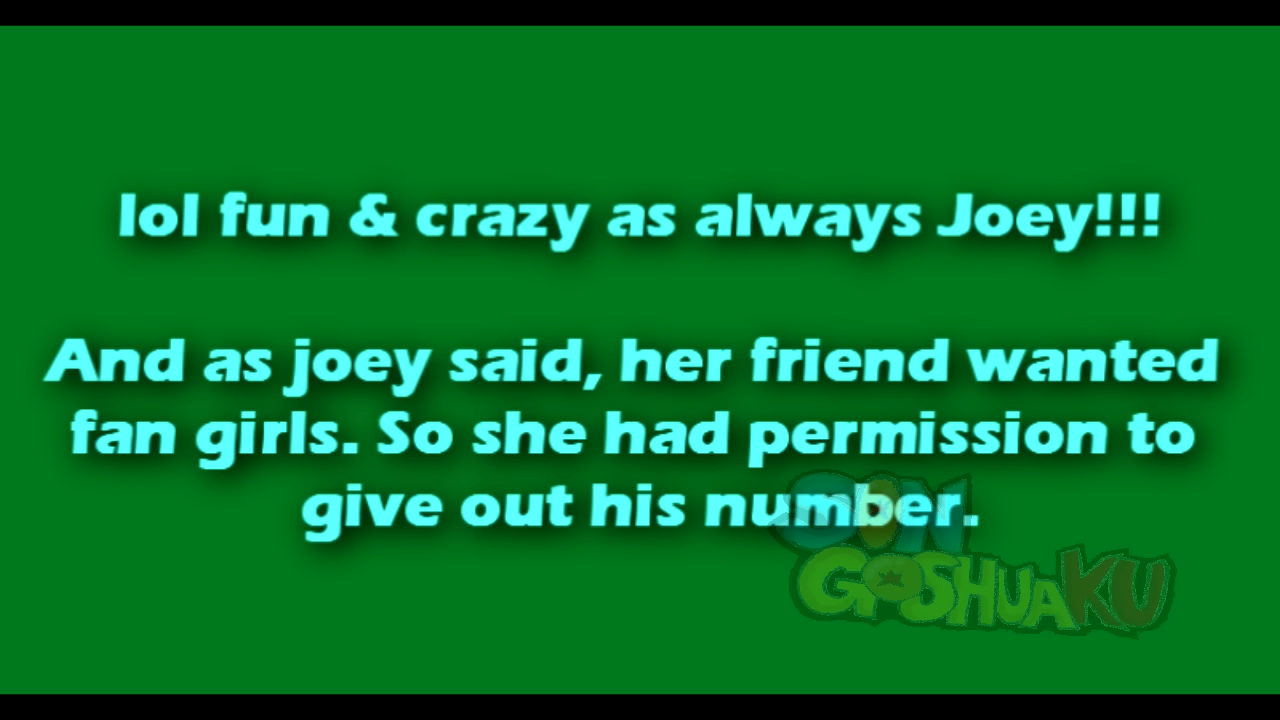 lol fun & crazy as always Joey!!!
And as joey said, her friend wanted
fan girls. So she had permission to
give out his number.
GOSHUAKU